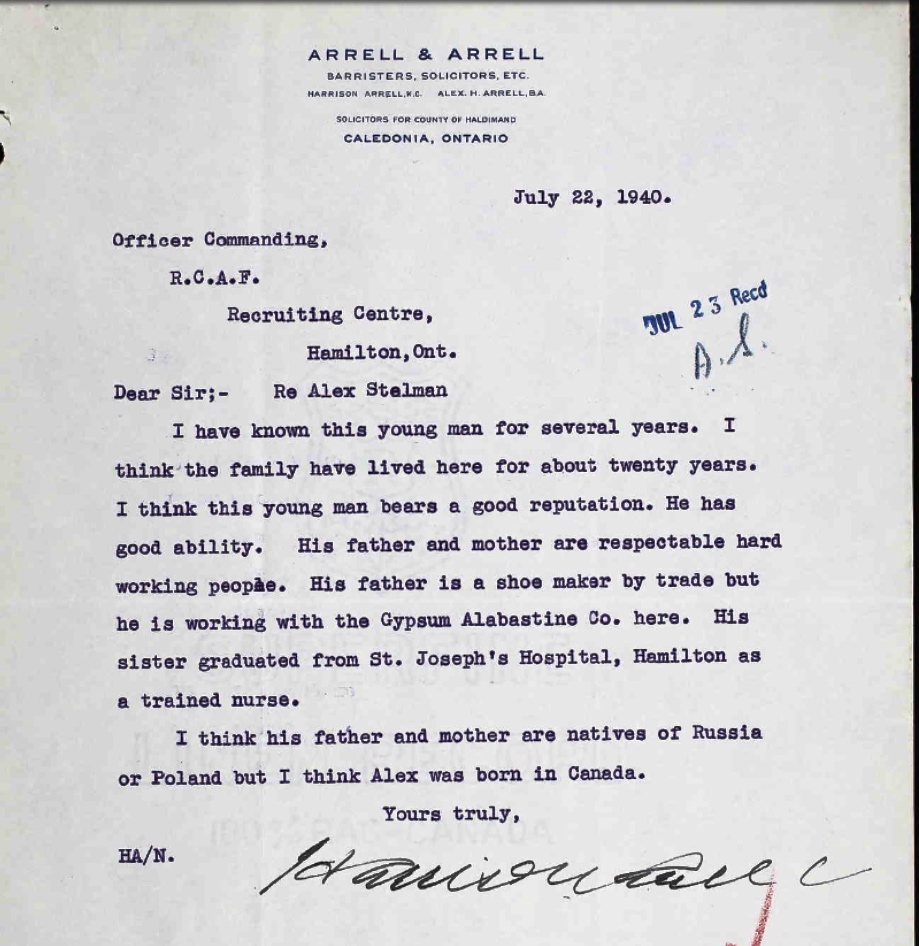 ARRELL & ARRELL
BARRISTERS, SOLICITORS, ETC.
HARRISON ARRELL, K.C. ALEX. H. ARRELL, B.A.
SOLICITORS FOR COUNTY OF HALDIMAND
CALEDONIA, ONTARIO
July 22, 1940.
Officer Commanding,
R.C.A.F.
Recruiting Centre,
JUL 23 Recd
Hamilton,Ont.
A.S.
Dear Sir;- Re Alex Stelman
I have known this young man for several years. I
think the family have lived here for about twenty years.
I think this young man bears a good reputation. He has
good ability. His father and mother are respectable hard
working people. His father is a shoe maker by trade but
he is working with the Gypsum Alabastine Co. here. His
sister graduated from St. Joseph's Hospital, Hamilton as
a trained nurse.
I think his father and mother are natives of Russia
or Poland but I think Alex was born in Canada.
Yours truly,
HA/N.
Harrison Arrell